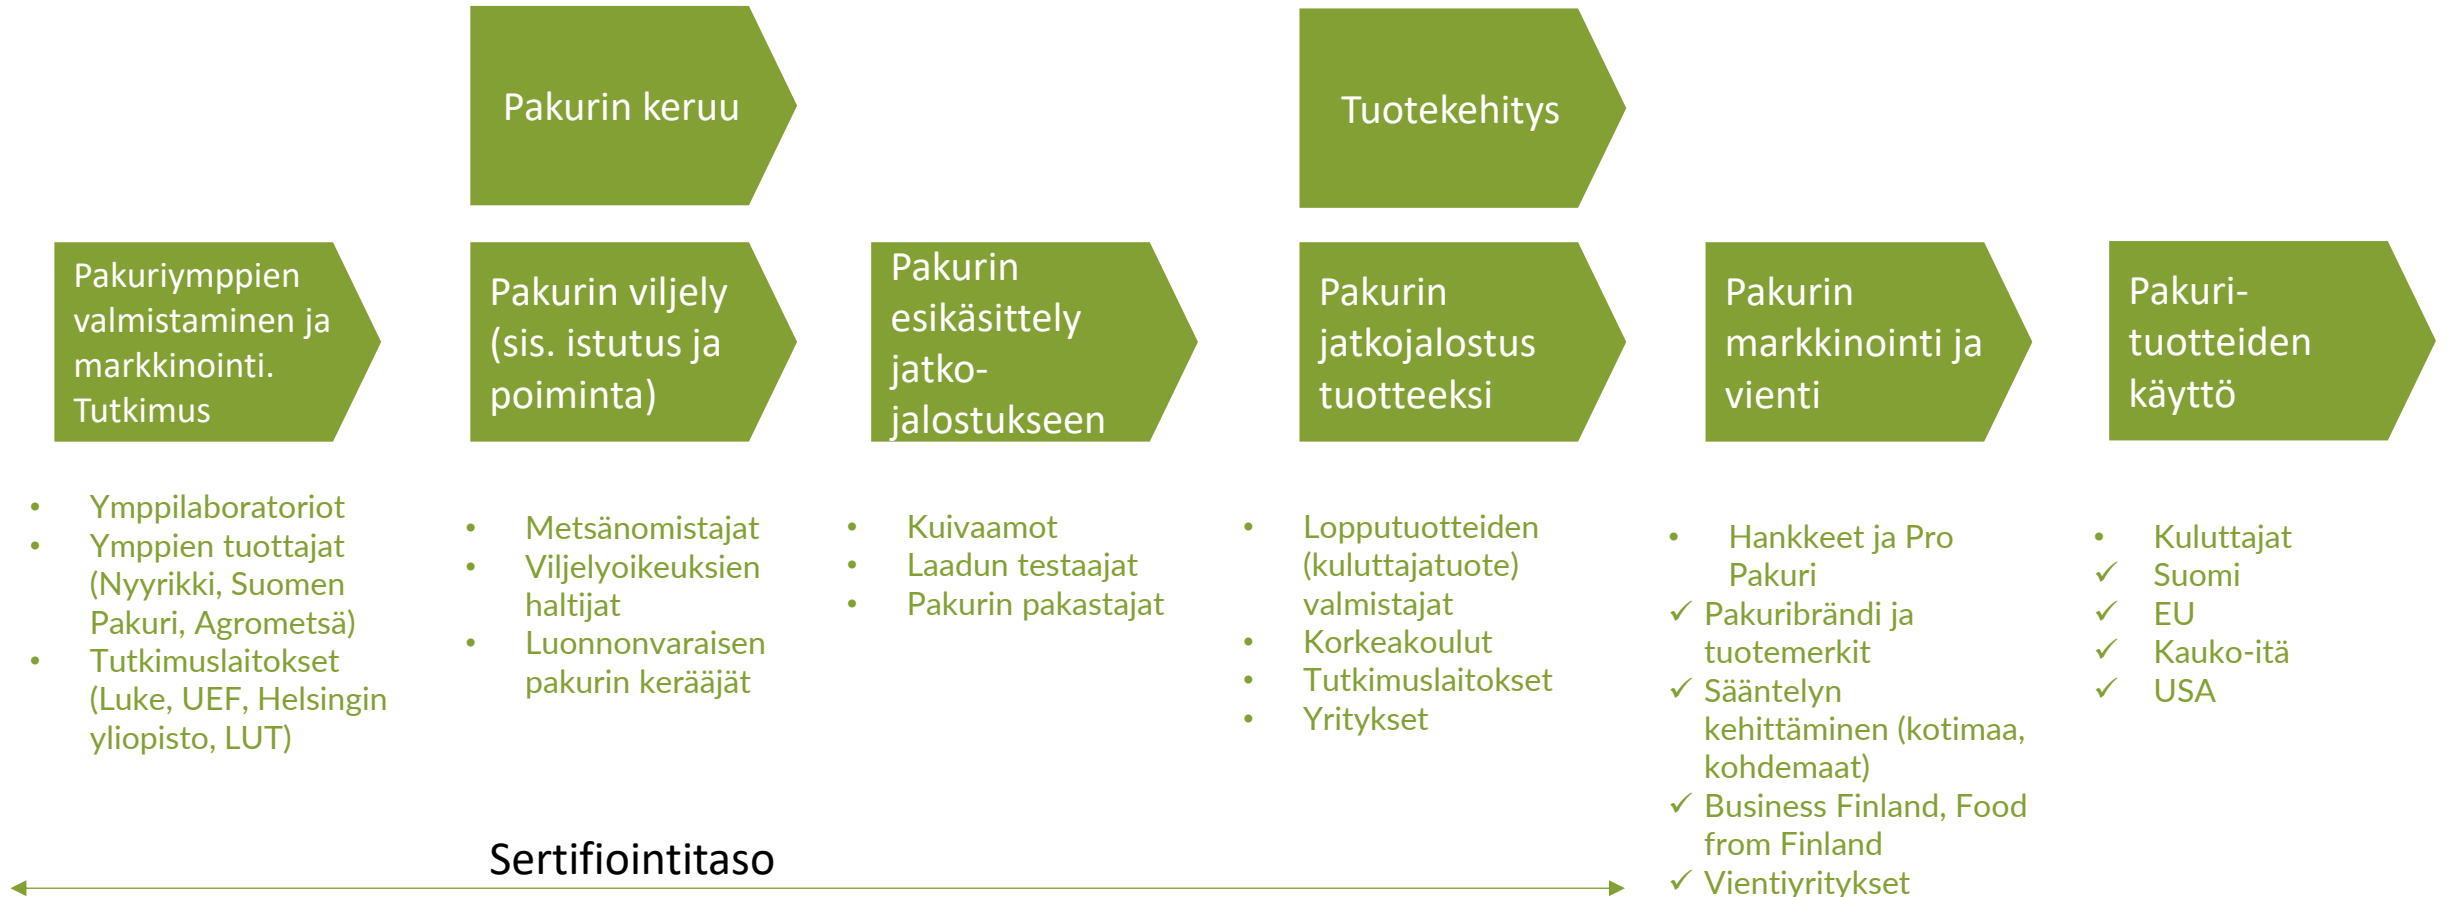 Pakurin keruu
Tuotekehitys
Pakuriymppien
valmistaminen ja
markkinointi.
Tutkimus
Pakurin viljely
(sis. istutus ja
poiminta)
Pakurin
esikäsittely
jatko-
jalostukseen
Pakurin
jatkojalostus
tuotteeksi
Pakurin
markkinointi ja
vienti
Pakuri-
tuotteiden
käyttö
• Ymppilaboratoriot
• Ymppien tuottajat
(Nyyrikki, Suomen
Pakuri, Agrometsä)
• Tutkimuslaitokset
(Luke, UEF, Helsingin
yliopisto, LUT)
• Metsänomistajat
• Viljelyoikeuksien
haltijat
• Luonnonvaraisen
pakurin kerääjät
• Kuivaamot
• Laadun testaajat
• Pakurin pakastajat
• Lopputuotteiden
(kuluttajatuote)
valmistajat
• Korkeakoulut
• Tutkimuslaitokset
• Yritykset
• Hankkeet ja Pro
Pakuri
✓ Pakuribrändi ja
tuotemerkit
✓ Sääntelyn
kehittäminen (kotimaa,
kohdemaat)
✓ Business Finland, Food
from Finland
✓ Vientiyritykset
• Kuluttajat
✓ Suomi
✓ EU
✓ Kauko-itä
✓ USA
Sertifiointitaso